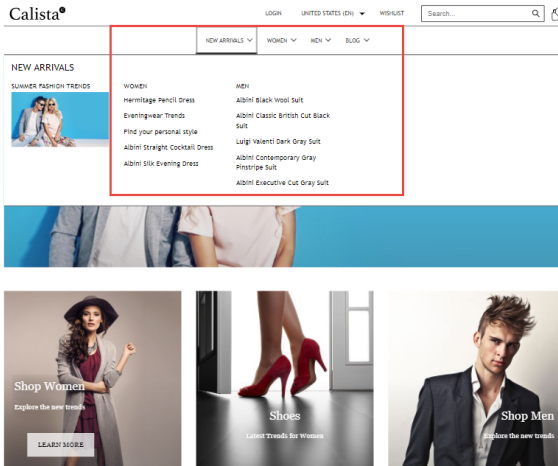 Calista
LOGIN UNITED STATES (EN) WISHLIST Search...
NEW ARRIVALS WOMEN MEN BLOG
NEW ARRIVALS
SUMMER FASHION TRENDS
WOMEN
Hermitage Pencil Dress
Eveningwear Trends
Find your personal style
Albini Straight Cocktail Dress
Albini Silk Evening Dress
MEN
Albini Black Wool Suit
Albini Classic British Cut Black
Suit
Luigi Valenti Dark Gray Suit
Albini Contemporary Gray
Pinstripe Suit
Albini Executive Cut Gray Suit
Shop Women
Explore the new trends
LEARN MORE
Shoes
Latest Trends for Women
Shop Men
Explore the new trends